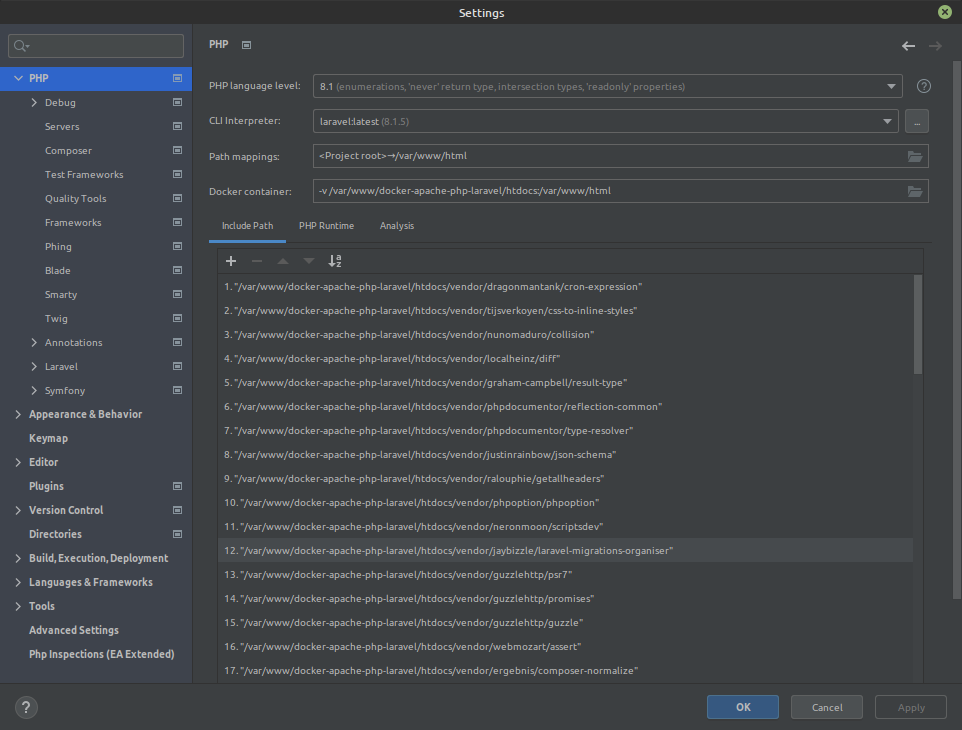 Settings
PHP
PHP
Debug
Servers
Composer
Test Frameworks
Quality Tools
Frameworks
Phing
Blade
Smarty
Twig
Annotations
Laravel
Symfony
Appearance & Behavior
Keymap
Editor
Plugins
Version Control
Directories
Build, Execution, Deployment
Languages & Frameworks
Tools
Advanced Settings
Php Inspections (EA Extended)
PHP language level: 8.1 (enumerations, 'never' return type, intersection types, 'readonly' properties)
CLI Interpreter: laravel:latest (8.1.5) ...
Path mappings: <Project root>→/var/www/html
Docker container: -v /var/www/docker-apache-php-laravel/htdocs:/var/www/html
Include Path PHP Runtime Analysis
1. "/var/www/docker-apache-php-laravel/htdocs/vendor/dragonmantank/cron-expression"
2. "/var/www/docker-apache-php-laravel/htdocs/vendor/tijsverkoyen/css-to-inline-styles"
3. "/var/www/docker-apache-php-laravel/htdocs/vendor/nunomaduro/collision"
4. "/var/www/docker-apache-php-laravel/htdocs/vendor/localheinz/diff"
5. "/var/www/docker-apache-php-laravel/htdocs/vendor/graham-campbell/result-type"
6. "/var/www/docker-apache-php-laravel/htdocs/vendor/phpdocumentor/reflection-common"
7. "/var/www/docker-apache-php-laravel/htdocs/vendor/phpdocumentor/type-resolver"
8. "/var/www/docker-apache-php-laravel/htdocs/vendor/justinrainbow/json-schema"
9. "/var/www/docker-apache-php-laravel/htdocs/vendor/ralouphie/getallheaders"
10. "/var/www/docker-apache-php-laravel/htdocs/vendor/phpoption/phpoption"
11. "/var/www/docker-apache-php-laravel/htdocs/vendor/neronmoon/scriptsdev"
12. "/var/www/docker-apache-php-laravel/htdocs/vendor/jaybizzle/laravel-migrations-organiser"
13. "/var/www/docker-apache-php-laravel/htdocs/vendor/guzzlehttp/psr7"
14. "/var/www/docker-apache-php-laravel/htdocs/vendor/guzzlehttp/promises"
15. "/var/www/docker-apache-php-laravel/htdocs/vendor/guzzlehttp/guzzle"
16. "/var/www/docker-apache-php-laravel/htdocs/vendor/webmozart/assert"
17. "/var/www/docker-apache-php-laravel/htdocs/vendor/ergebnis/composer-normalize"
? OK Cancel Apply